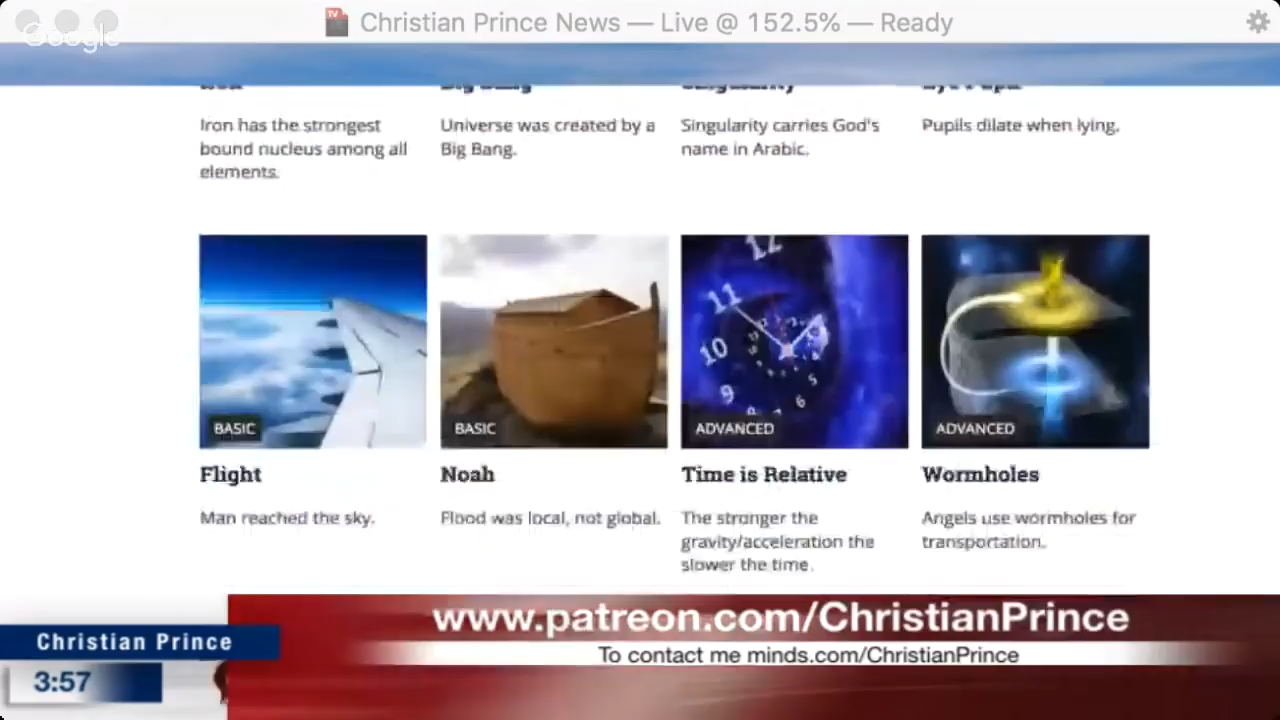 Google
Christian Prince News — Live @ 152.5% — Ready
Iron has the strongest
bound nucleus among all
elements.
Universe was created by a
Big Bang.
Singularity carries God's
name in Arabic.
Pupils dilate when lying.
BASIC
BASIC
ADVANCED
ADVANCED
Flight
Noah
Time is Relative
Wormholes
Man reached the sky.
Flood was local, not global.
The stronger the
gravity/acceleration the
slower the time.
Angels use wormholes for
transportation.
www.patreon.com/ChristianPrince
To contact me minds.com/ChristianPrince
Christian Prince
3:57